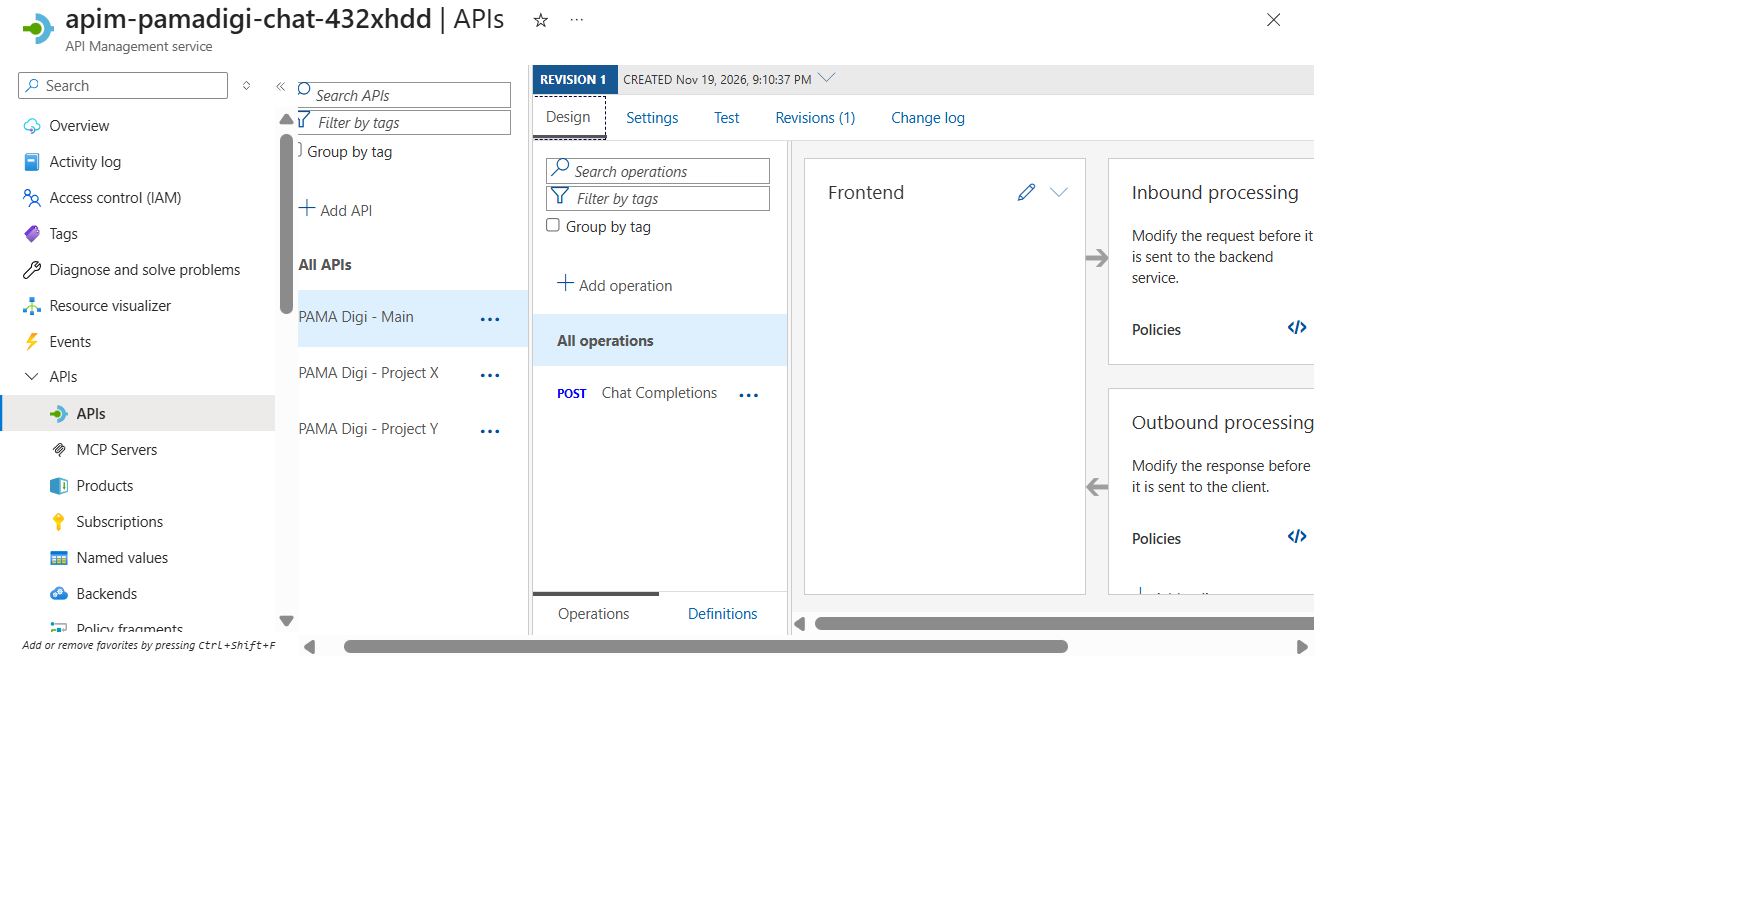 apim-pamadigi-chat-432xhdd | APIs
API Management service
Search
Overview
Activity log
Access control (IAM)
Tags
Diagnose and solve problems
Resource visualizer
Events
APIs
APIs
MCP Servers
Products
Subscriptions
Named values
Backends
Policy fragments
Add or remove favorites by pressing Ctrl+Shift+F
Search APIs
Filter by tags
Group by tag
Add API
All APIs
PAMA Digi - Main
PAMA Digi - Project X
PAMA Digi - Project Y
REVISION 1 CREATED Nov 19, 2026, 9:10:37 PM
Design Settings Test Revisions (1) Change log
Search operations
Filter by tags
Group by tag
Add operation
All operations
POST Chat Completions
Operations Definitions
Frontend
Inbound processing
Modify the request before it
is sent to the backend
service.
Policies </>
Outbound processing
Modify the response before
it is sent to the client.
Policies </>